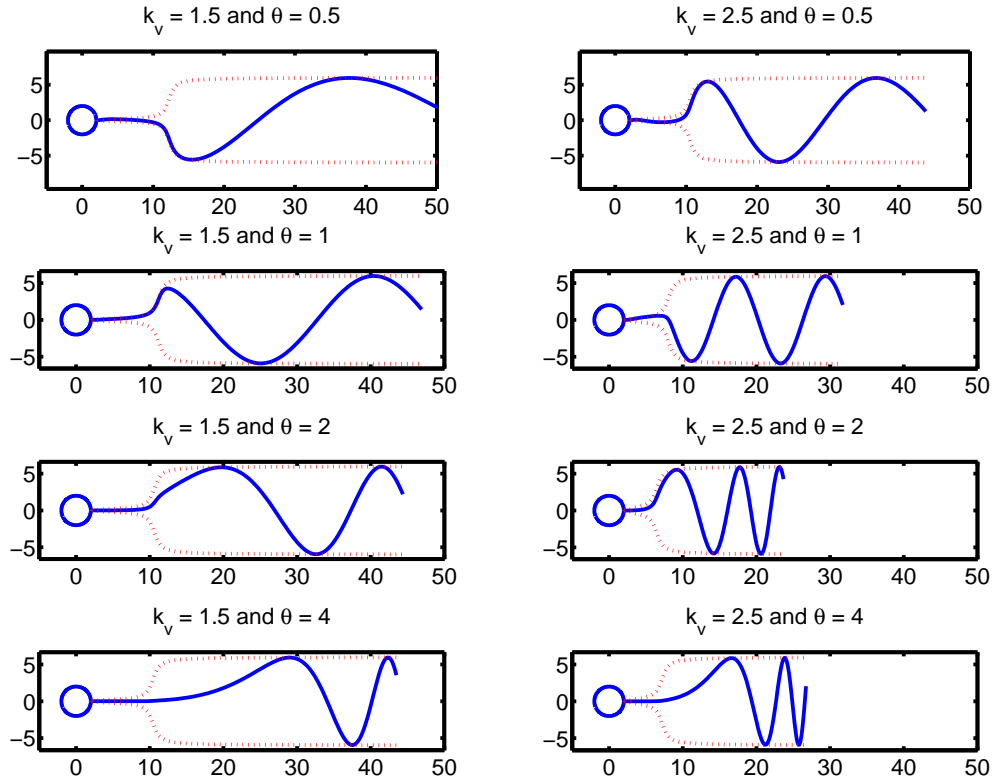 k_v = 1.5 and θ = 0.5
5
0
−5
0 10 20 30 40 50
k_v = 2.5 and θ = 0.5
5
0
−5
0 10 20 30 40 50
k_v = 1.5 and θ = 1
5
0
−5
0 10 20 30 40 50
k_v = 2.5 and θ = 1
5
0
−5
0 10 20 30 40 50
k_v = 1.5 and θ = 2
5
0
−5
0 10 20 30 40 50
k_v = 2.5 and θ = 2
5
0
−5
0 10 20 30 40 50
k_v = 1.5 and θ = 4
5
0
−5
0 10 20 30 40 50
k_v = 2.5 and θ = 4
5
0
−5
0 10 20 30 40 50